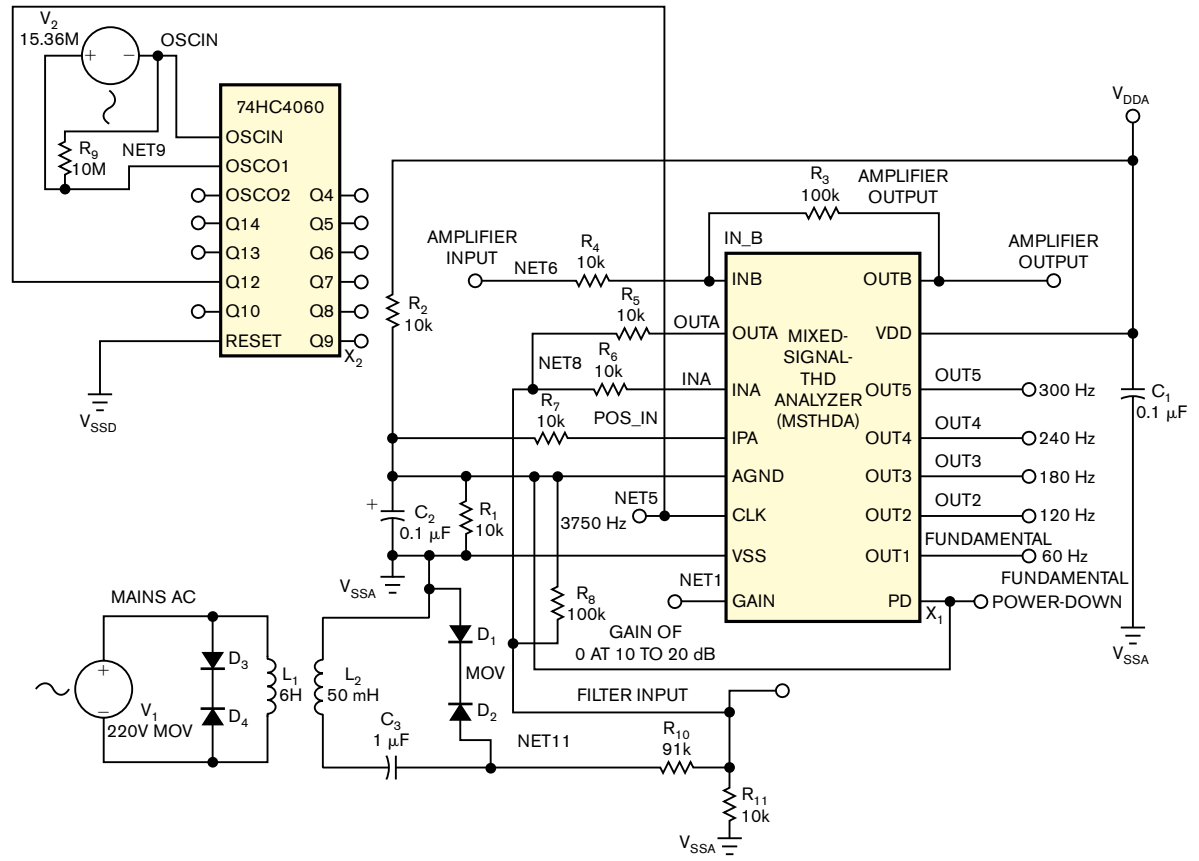 V2
15.36M
OSCIN
74HC4060
OSCIN
OSCO1
OSCO2
Q14
Q13
Q12
Q10
RESET
Q4
Q5
Q6
Q7
Q8
Q9
X2
R9
10M
NET9
VSSD
VDDA
R3
100k
AMPLIFIER
OUTPUT
AMPLIFIER
INPUT
NET6
R4
10k
IN_B
AMPLIFIER
OUTPUT
R2
10k
R5
10k
OUTA
NET8
R6
10k
INA
R7
10k
POS_IN
INB
OUTA
INA
IPA
AGND
CLK
VSS
GAIN
MIXED-
SIGNAL-
THD
ANALYZER
(MSTHDA)
OUTB
VDD
OUT5
OUT4
OUT3
OUT2
OUT1
PD
X1
OUT5
300 Hz
OUT4
240 Hz
OUT3
180 Hz
OUT2
120 Hz
FUNDAMENTAL
60 Hz
FUNDAMENTAL
POWER-DOWN
C1
0.1 µF
VSSA
+
C2
0.1 µF
R1
10k
NET5
3750 Hz
VSSA
NET1
R8
100k
GAIN OF
0 AT 10 TO 20 dB
MAINS AC
V1
220V MOV
D3
D4
L1
6H
L2
50 mH
D1
MOV
D2
C3
1 µF
NET11
FILTER INPUT
R10
91k
R11
10k
VSSA